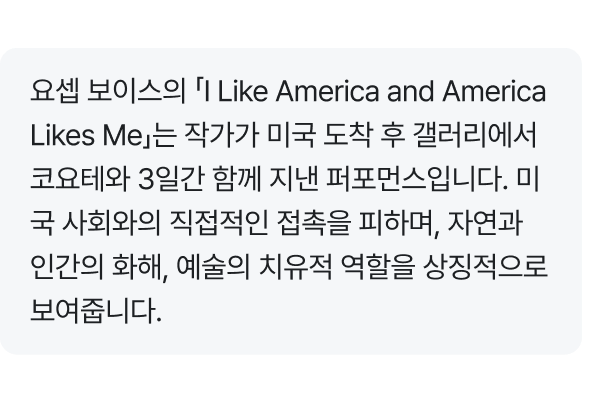 요셉 보이스의 「I Like America and America
Likes Me」는 작가가 미국 도착 후 갤러리에서
코요테와 3일간 함께 지낸 퍼포먼스입니다. 미
국 사회와의 직접적인 접촉을 피하며, 자연과
인간의 화해, 예술의 치유적 역할을 상징적으로
보여줍니다.